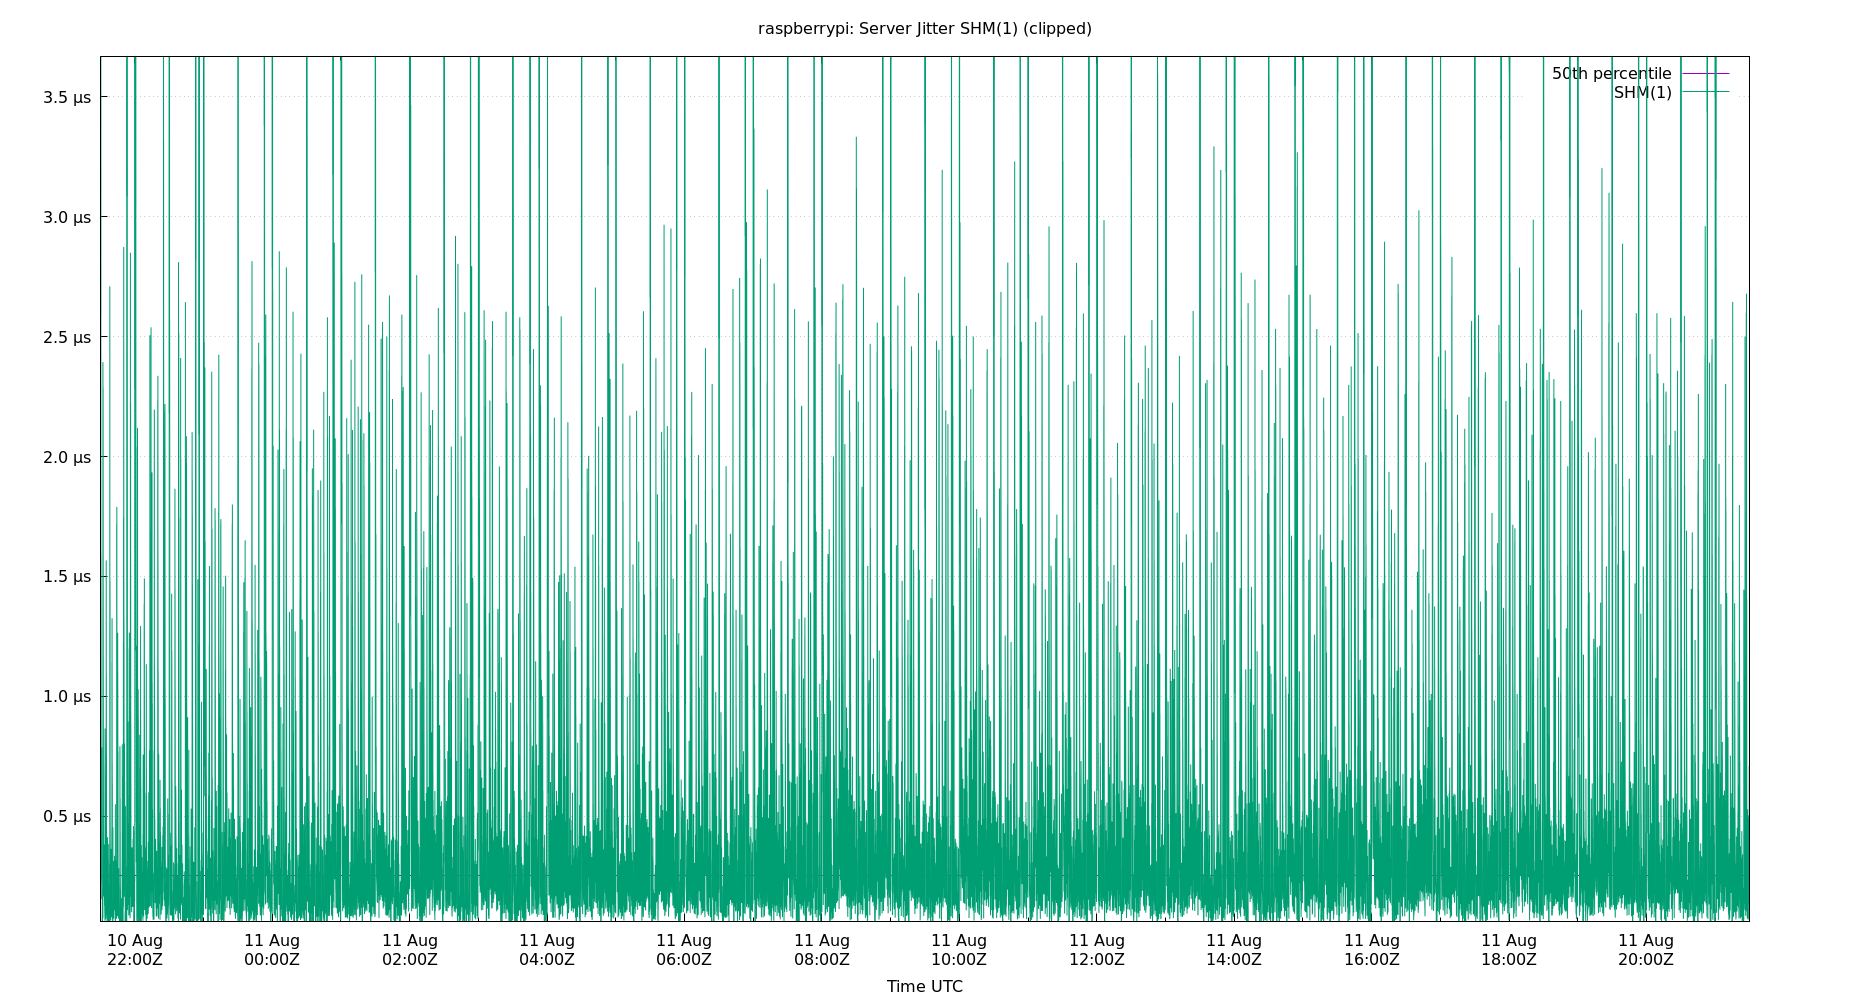 raspberrypi: Server Jitter SHM(1) (clipped)
50th percentile
SHM(1)
3.5 µs
3.0 µs
2.5 µs
2.0 µs
1.5 µs
1.0 µs
0.5 µs
10 Aug 11 Aug 11 Aug 11 Aug 11 Aug 11 Aug 11 Aug 11 Aug 11 Aug 11 Aug 11 Aug 11 Aug
22:00Z 00:00Z 02:00Z 04:00Z 06:00Z 08:00Z 10:00Z 12:00Z 14:00Z 16:00Z 18:00Z 20:00Z
Time UTC